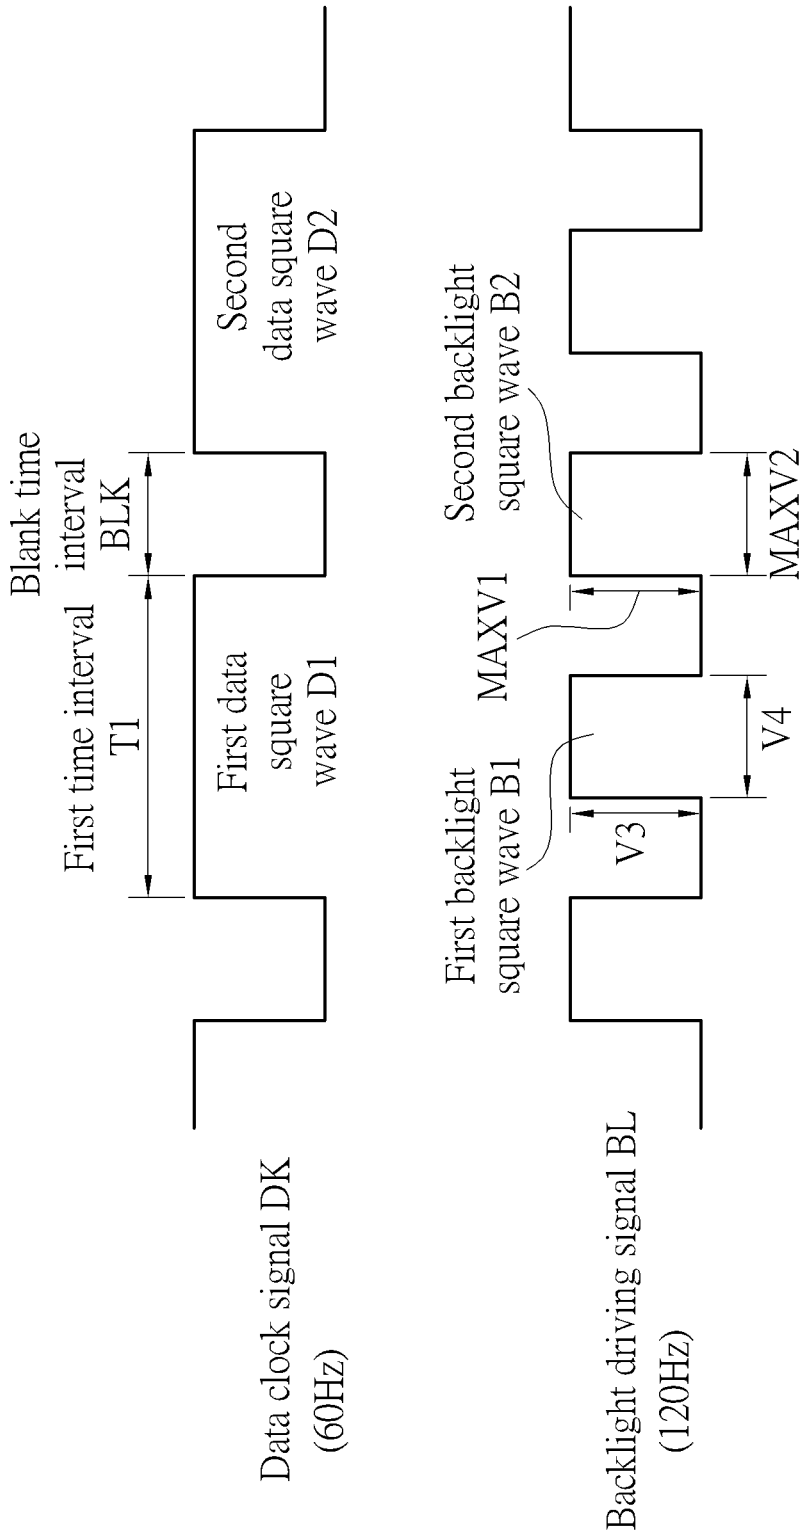 First time interval
T1
Blank time
interval
BLK
Data clock signal DK
(60Hz)
First data
square
wave D1
Second
data square
wave D2
Backlight driving signal BL
(120Hz)
First backlight
square wave B1
MAXV1
Second backlight
square wave B2
V3
V4
MAXV2